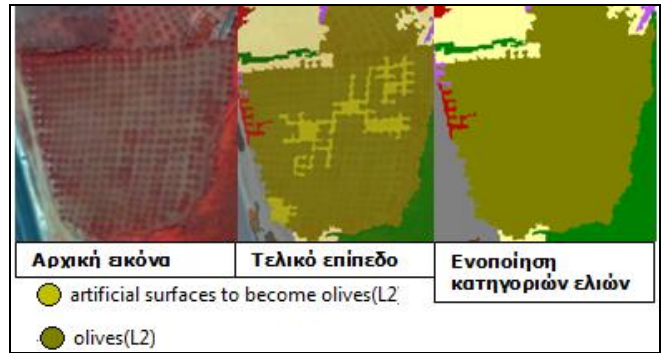 Αρχική εικόνα
Τελικό επίπεδο
Ενοποίηση
κατηγοριών ελιών
artificial surfaces to become olives(L2
olives(L2)